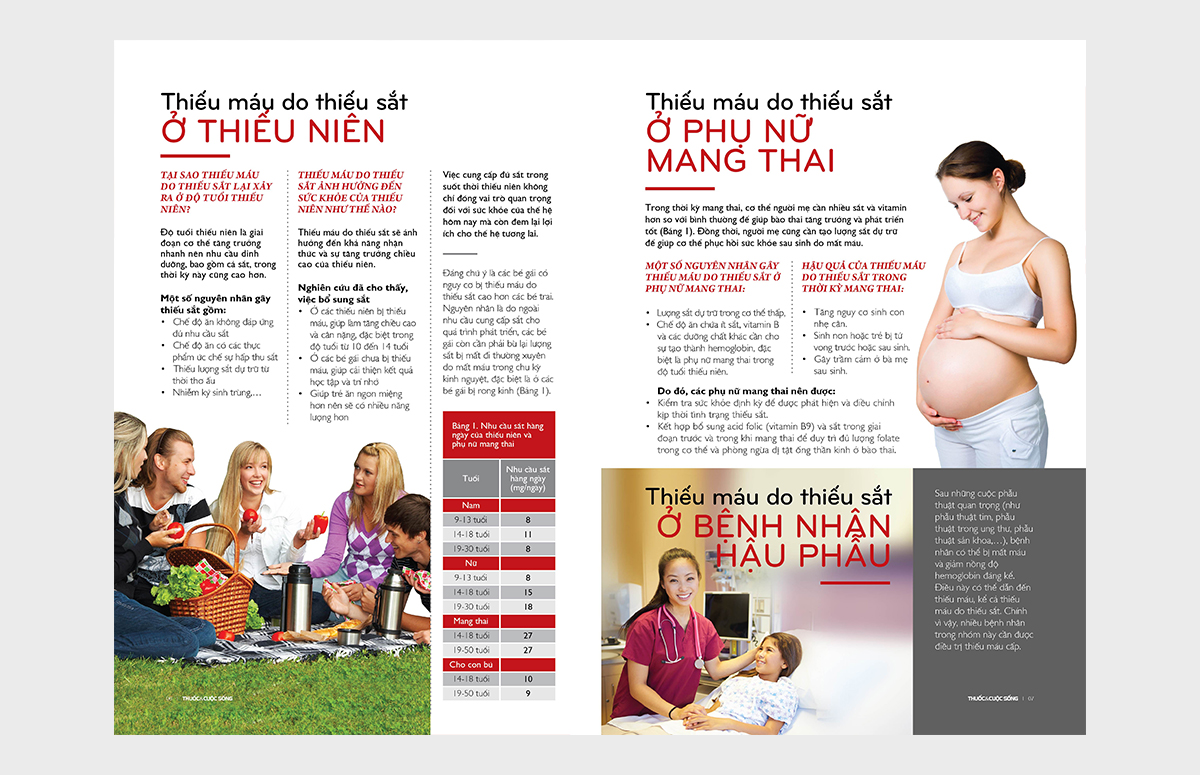 Thiếu máu do thiếu sắt
Ở THIẾU NIÊN
TẠI SAO THIẾU MÁU
DO THIẾU SẮT LẠI XẢY
RA Ở ĐỘ TUỔI THIẾU
NIÊN?
Độ tuổi thiếu niên là giai
đoạn cơ thể tăng trưởng
nhanh nên nhu cầu dinh
dưỡng, bao gồm cả sắt, trong
thời kỳ này cũng cao hơn.
Một số nguyên nhân gây
thiếu sắt gồm:
• Chế độ ăn không đáp ứng
đủ nhu cầu sắt
• Chế độ ăn có các thực
phẩm ức chế sự hấp thu sắt
• Thiếu lượng sắt dự trữ từ
thời thơ ấu
• Nhiễm ký sinh trùng,...
THIẾU MÁU DO THIẾU
SẮT ẢNH HƯỞNG ĐẾN
SỨC KHỎE CỦA THIẾU
NIÊN NHƯ THẾ NÀO?
Thiếu máu do thiếu sắt sẽ ảnh
hưởng đến khả năng nhận
thức và sự tăng trưởng chiều
cao của thiếu niên.
Nghiên cứu đã cho thấy,
việc bổ sung sắt
• Ở các thiếu niên bị thiếu
máu, giúp làm tăng chiều cao
và cân nặng, đặc biệt trong
độ tuổi từ 10 đến 14 tuổi
• Ở các bé gái chưa bị thiếu
máu, giúp cải thiện kết quả
học tập và trí nhớ
• Giúp trẻ ăn ngon miệng
hơn nên sẽ có nhiều năng
lượng hơn
Việc cung cấp đủ sắt trong
suốt thời thiếu niên không
chỉ đóng vai trò quan trọng
đối với sức khỏe của thế hệ
hôm nay mà còn đem lại lợi
ích cho thế hệ tương lai.
Đáng chú ý là các bé gái có
nguy cơ bị thiếu máu do
thiếu sắt cao hơn các bé trai.
Nguyên nhân là do ngoài
nhu cầu cung cấp sắt cho
quá trình phát triển, các bé
gái còn cần phải bù lại lượng
sắt bị mất đi thường xuyên
do mất máu trong chu kỳ
kinh nguyệt, đặc biệt là ở các
bé gái bị rong kinh (Bảng 1).
Bảng 1. Nhu cầu sắt hàng
ngày của thiếu niên và
phụ nữ mang thai
Tuổi Nhu cầu sắt
hàng ngày
(mg/ngày)
Nam
9-13 tuổi 8
14-18 tuổi 11
19-30 tuổi 8
Nữ
9-13 tuổi 8
14-18 tuổi 15
19-30 tuổi 18
Mang thai
14-18 tuổi 27
19-50 tuổi 27
Cho con bú
14-18 tuổi 10
19-50 tuổi 9
THUỐC&CUỘC SỐNG
Thiếu máu do thiếu sắt
Ở PHỤ NỮ
MANG THAI
Trong thời kỳ mang thai, cơ thể người mẹ cần nhiều sắt và vitamin
hơn so với bình thường để giúp bào thai tăng trưởng và phát triển
tốt (Bảng 1). Đồng thời, người mẹ cũng cần tạo lượng sắt dự trữ
để giúp cơ thể phục hồi sức khỏe sau sinh do mất máu.
MỘT SỐ NGUYÊN NHÂN GÂY
THIẾU MÁU DO THIẾU SẮT Ở
PHỤ NỮ MANG THAI:
• Lượng sắt dự trữ trong cơ thể thấp,
• Chế độ ăn chứa ít sắt, vitamin B
và các dưỡng chất khác cần cho
sự tạo thành hemoglobin, đặc
biệt là phụ nữ mang thai trong
độ tuổi thiếu niên.
HẬU QUẢ CỦA THIẾU MÁU
DO THIẾU SẮT TRONG
THỜI KỲ MANG THAI:
• Tăng nguy cơ sinh con
nhẹ cân.
• Sinh non hoặc trẻ bị tử
vong trước hoặc sau sinh.
• Gây trầm cảm ở bà mẹ
sau sinh.
Do đó, các phụ nữ mang thai nên được:
• Kiểm tra sức khỏe định kỳ để được phát hiện và điều chỉnh
kịp thời tình trạng thiếu sắt.
• Kết hợp bổ sung acid folic (vitamin B9) và sắt trong giai
đoạn trước và trong khi mang thai để duy trì đủ lượng folate
trong cơ thể và phòng ngừa dị tật ống thần kinh ở bào thai.
Thiếu máu do thiếu sắt
Ở BỆNH NHÂN
HẬU PHẪU
Sau những cuộc phẫu
thuật quan trọng (như
phẫu thuật tim, phẫu
thuật trong ung thư, phẫu
thuật sản khoa,...), bệnh
nhân có thể bị mất máu
và giảm nồng độ
hemoglobin đáng kể.
Điều này có thể dẫn đến
thiếu máu, kể cả thiếu
máu do thiếu sắt. Chính
vì vậy, nhiều bệnh nhân
trong nhóm này cần được
điều trị thiếu máu cấp.
THUỐC&CUỘC SỐNG | 07